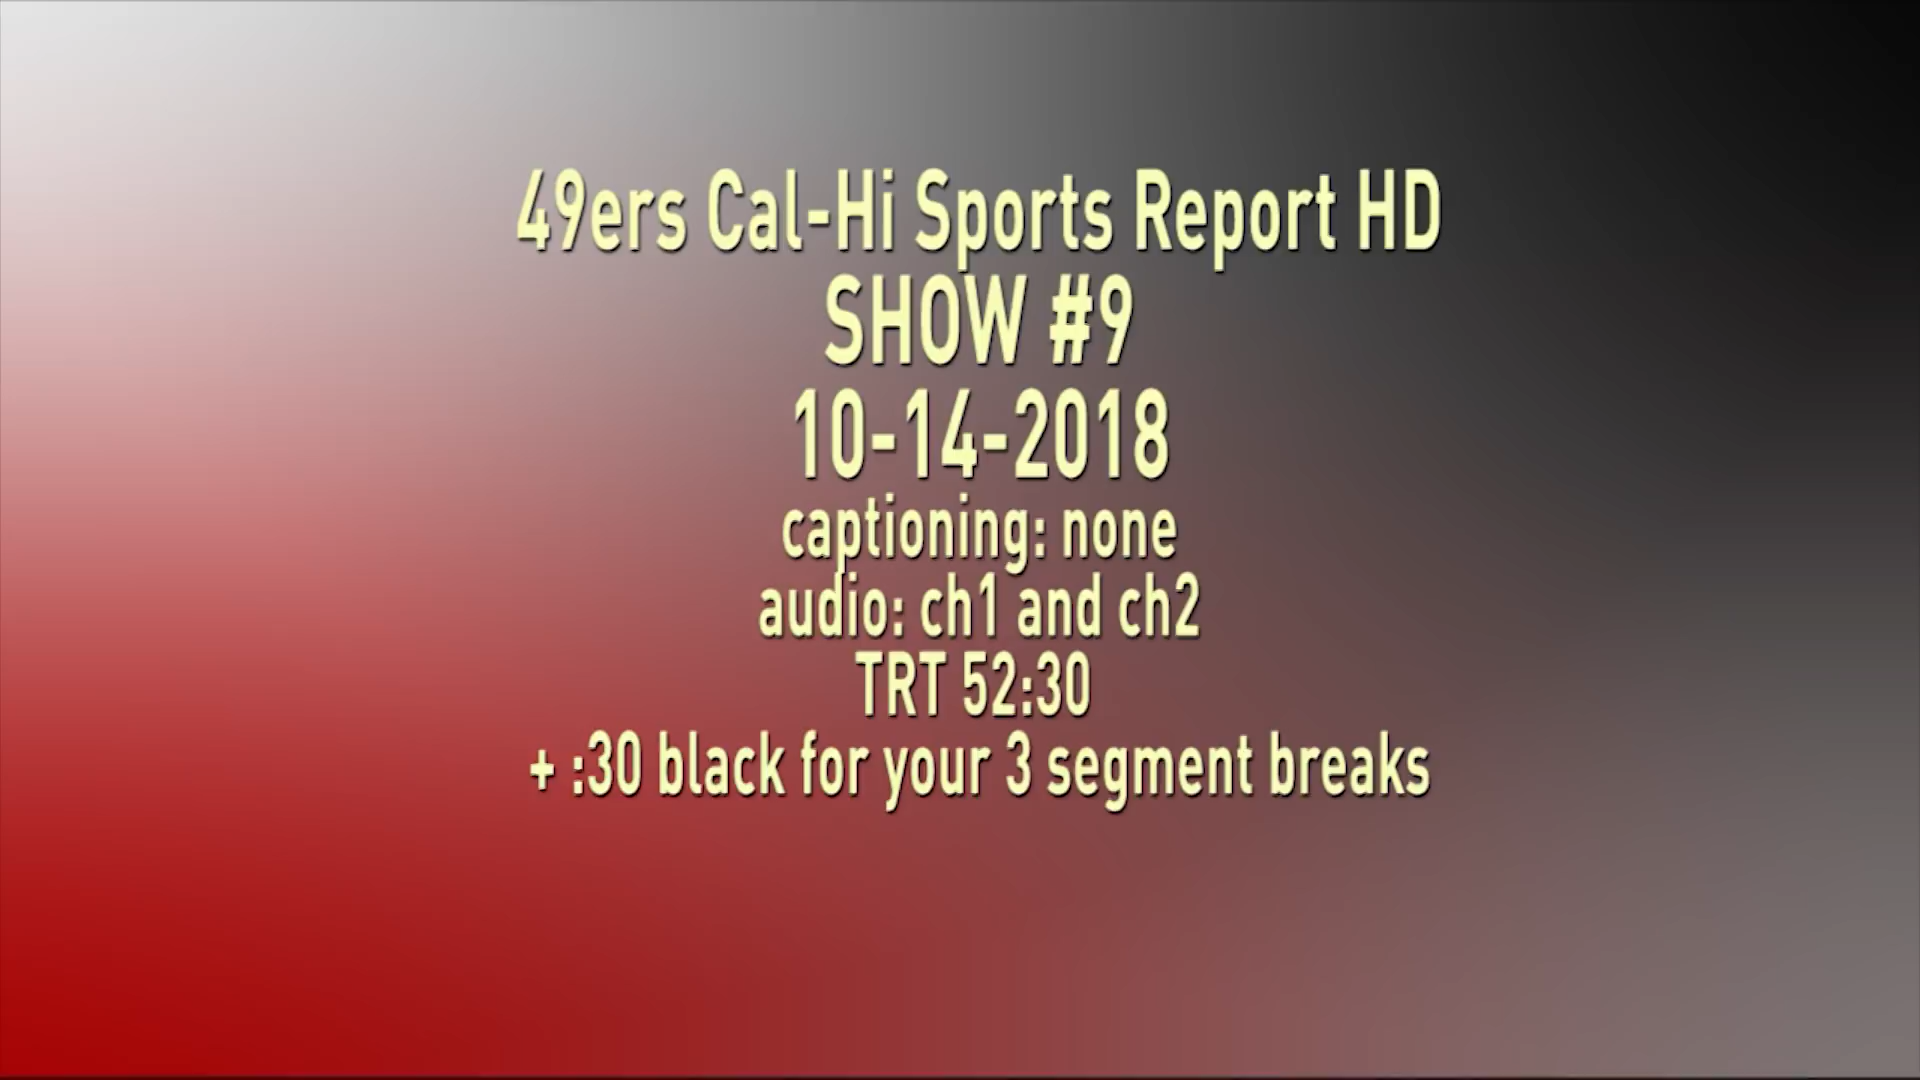 49ers Cal-Hi Sports Report HD
SHOW #9
10-14-2018
captioning: none
audio: ch1 and ch2
TRT 52:30
+ :30 black for your 3 segment breaks